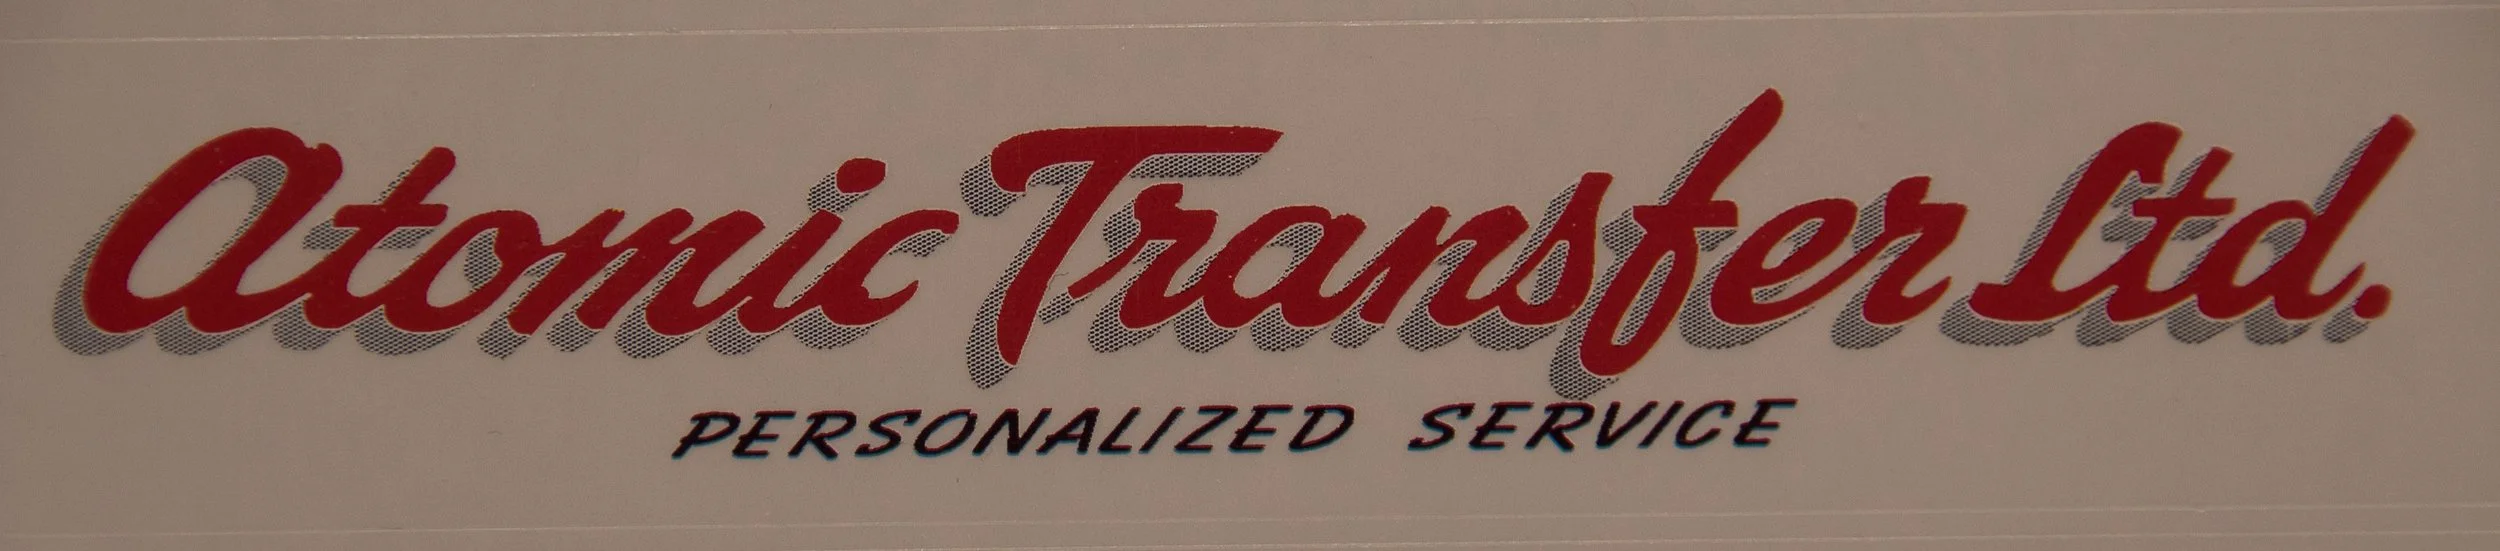 Atomic Transfer Ltd.
PERSONALIZED SERVICE